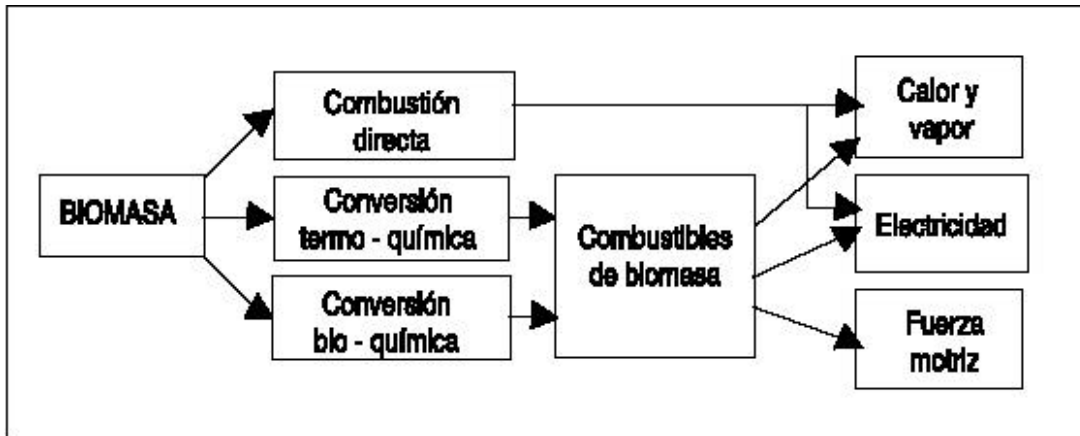 BIOMASA
Combustión
directa
Conversión
termo - química
Conversión
bio - química
Combustibles
de biomasa
Calor y
vapor
Electricidad
Fuerza
motriz